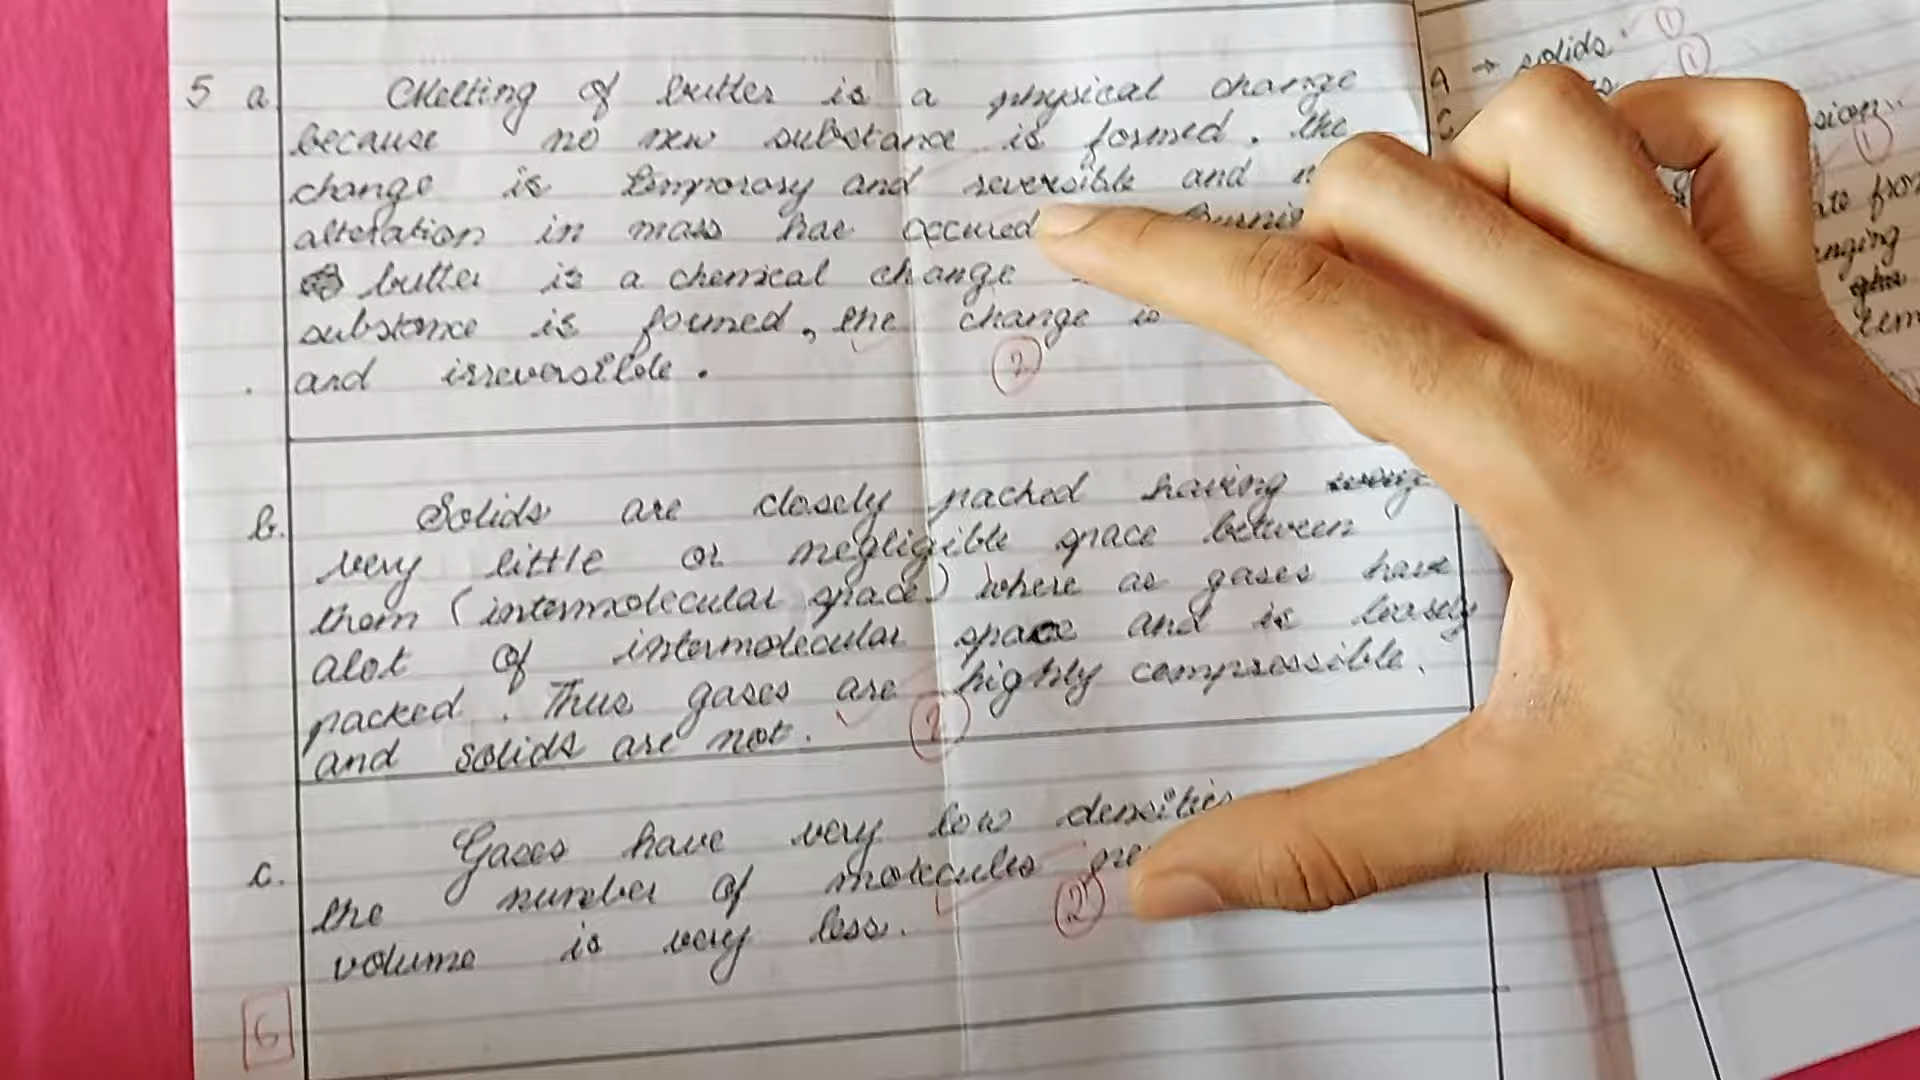 5 a Melting of butter is a physical change
because no new substance is formed. the
change is temporary and reversible and
alteration in mass has occured
butter is a chemical change
substance is formed, the change is
and irreversible.
2
b. Solids are closely packed having
very little or negligible space between
them (intermolecular space) where as gases have
alot of intermolecular space and is loosely
packed. Thus gases are highly compressible.
and solids are not.
2
c. Gases have very low densities
the number of molecules
volume is very less.
2
6
A → solids. 1
1
C
1